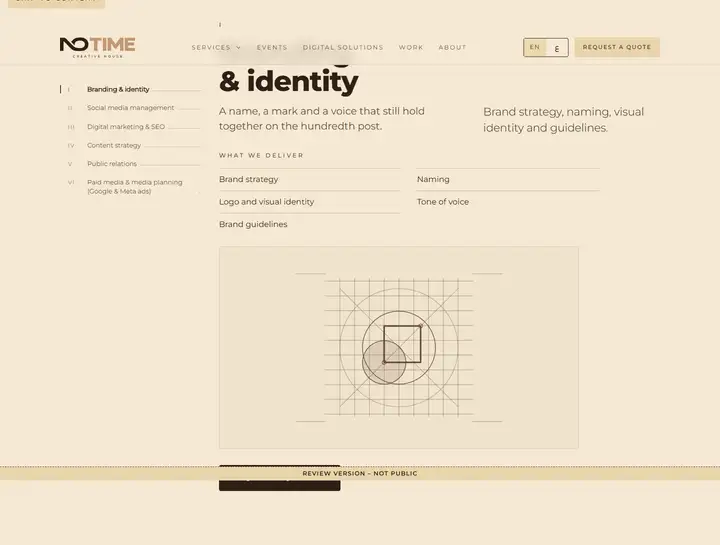 NOTIME
CREATIVE HOUSE
SERVICES
EVENTS
DIGITAL SOLUTIONS
WORK
ABOUT
EN
REQUEST A QUOTE
I Branding & identity
II Social media management
III Digital marketing & SEO
IV Content strategy
V Public relations
VI Paid media & media planning
(Google & Meta ads)
& identity
A name, a mark and a voice that still hold
together on the hundredth post.
Brand strategy, naming, visual
identity and guidelines.
WHAT WE DELIVER
Brand strategy
Naming
Logo and visual identity
Tone of voice
Brand guidelines
REVIEW VERSION – NOT PUBLIC